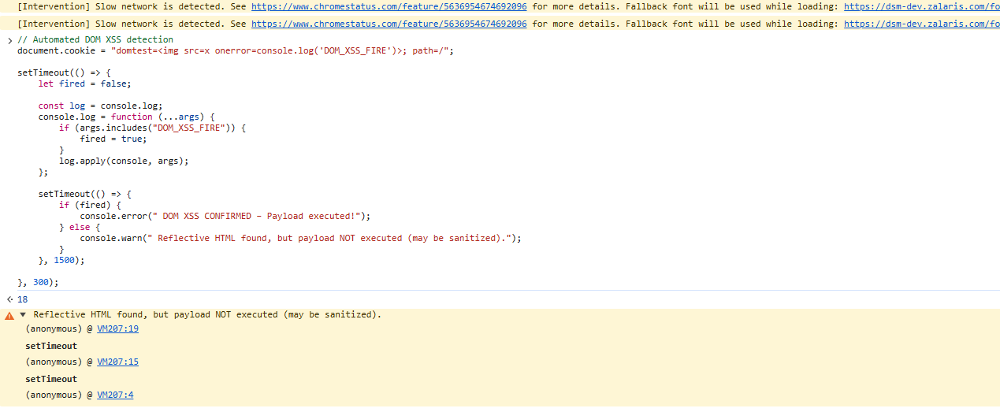 [Intervention] Slow network is detected. See https://www.chromestatus.com/feature/5636954674692096 for more details. Fallback font will be used while loading: https://dsm-dev.zalaris.com/fo
[Intervention] Slow network is detected. See https://www.chromestatus.com/feature/5636954674692096 for more details. Fallback font will be used while loading: https://dsm-dev.zalaris.com/fo
// Automated DOM XSS detection
document.cookie = "domtest=<img src=x onerror=console.log('DOM_XSS_FIRE')>; path=/";
setTimeout(() => {
let fired = false;
const log = console.log;
console.log = function (...args) {
if (args.includes("DOM_XSS_FIRE")) {
fired = true;
}
log.apply(console, args);
};
setTimeout(() => {
if (fired) {
console.error(" DOM XSS CONFIRMED – Payload executed!");
} else {
console.warn(" Reflective HTML found, but payload NOT executed (may be sanitized).");
}
}, 1500);
}, 300);
18
Reflective HTML found, but payload NOT executed (may be sanitized).
(anonymous) @ VM207:19
setTimeout
(anonymous) @ VM207:15
setTimeout
(anonymous) @ VM207:4